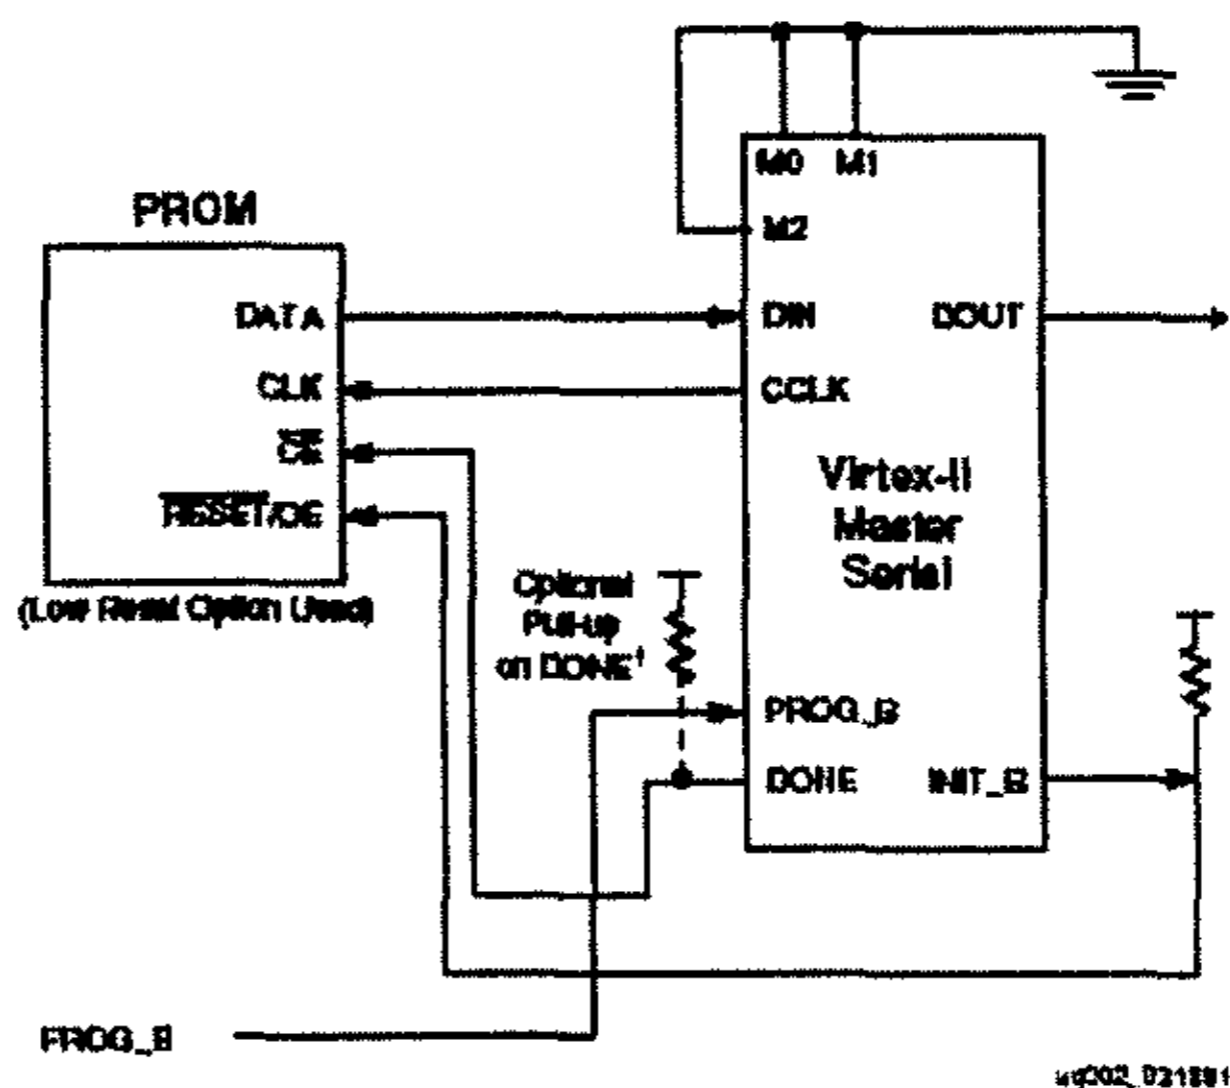 M0 M1
PROM
M2
DATA
DIN
DOUT
CLK
CCLK
CE
Virtex-II
Master
Serial
RESET/OE
(Low Reset Option Used)
Optional
Pull-up
on DONE
PROG_B
DONE
INIT_B
PROG_B